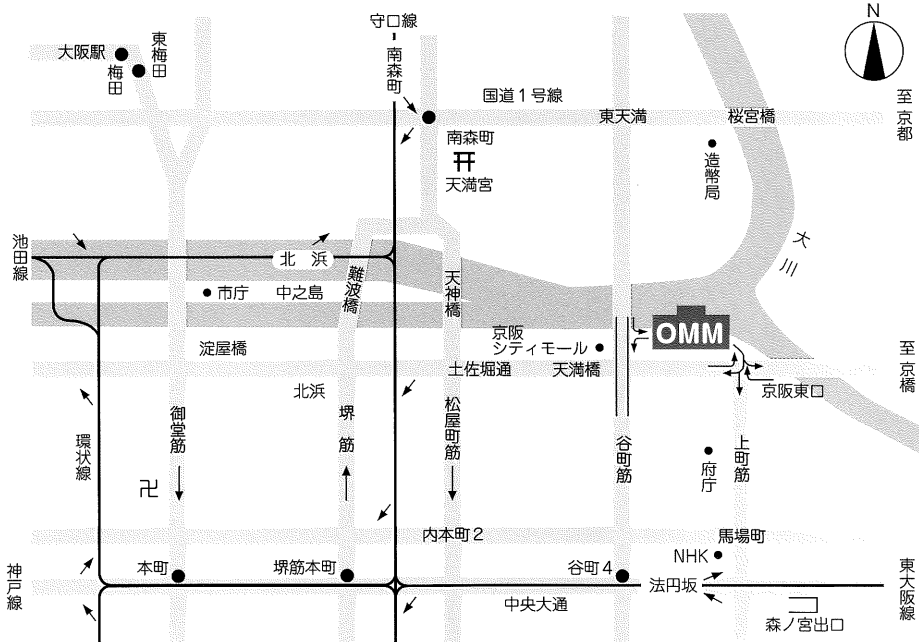 守口線
N
大阪駅
梅田
東梅田
南森町
国道1号線
東天満
桜宮橋
至 京都
南森町
天満宮
造幣局
大川
池田線
北 浜
難波橋
天神橋
市庁
中之島
OMM
淀屋橋
京阪
シティモール
土佐堀通
天満橋
京阪東口
至 京橋
北浜
環状線
御堂筋
堺筋
松屋町筋
谷町筋
上町筋
府庁
卍
内本町2
馬場町
NHK
神戸線
本町
堺筋本町
谷町4
法円坂
東大阪線
中央大通
森ノ宮出口